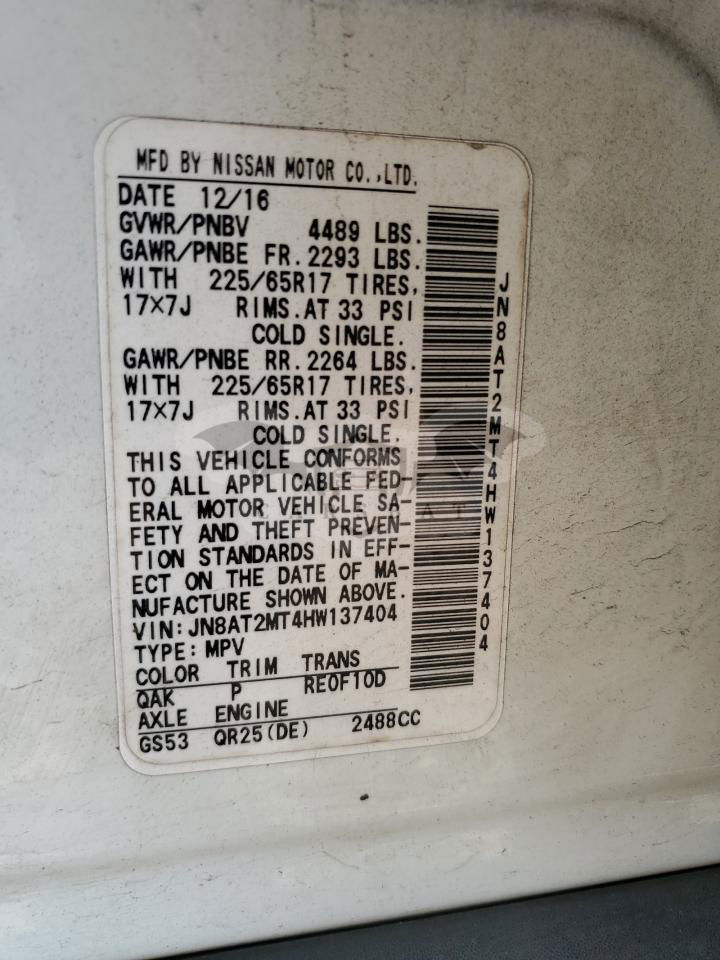 MFD BY NISSAN MOTOR CO.,LTD.
DATE 12/16
GVWR/PNBV 4489 LBS.
GAWR/PNBE FR. 2293 LBS.
WITH 225/65R17 TIRES,
17×7J RIMS. AT 33 PSI
COLD SINGLE.
GAWR/PNBE RR. 2264 LBS.
WITH 225/65R17 TIRES,
17×7J RIMS. AT 33 PSI
COLD SINGLE.
THIS VEHICLE CONFORMS
TO ALL APPLICABLE FED-
ERAL MOTOR VEHICLE SA-
FETY AND THEFT PREVEN-
TION STANDARDS IN EFF-
ECT ON THE DATE OF MA-
NUFACTURE SHOWN ABOVE.
VIN: JN8AT2MT4HW137404
TYPE: MPV
COLOR TRIM TRANS
QAK P RE0F10D
AXLE ENGINE
GS53 QR25(DE) 2488CC
JN8AT2MT4HW137404